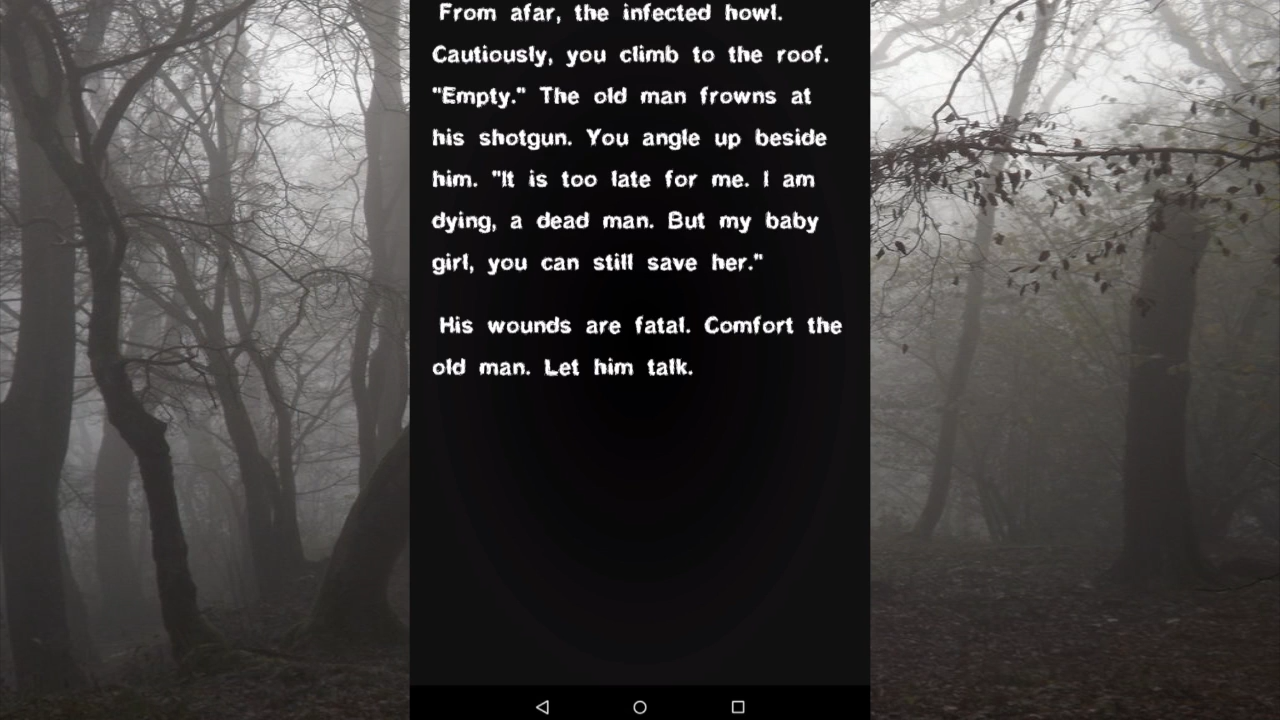 From afar, the infected howl.
Cautiously, you climb to the roof.
"Empty." The old man frowns at
his shotgun. You angle up beside
him. "It is too late for me. I am
dying, a dead man. But my baby
girl, you can still save her."
His wounds are fatal. Comfort the
old man. Let him talk.